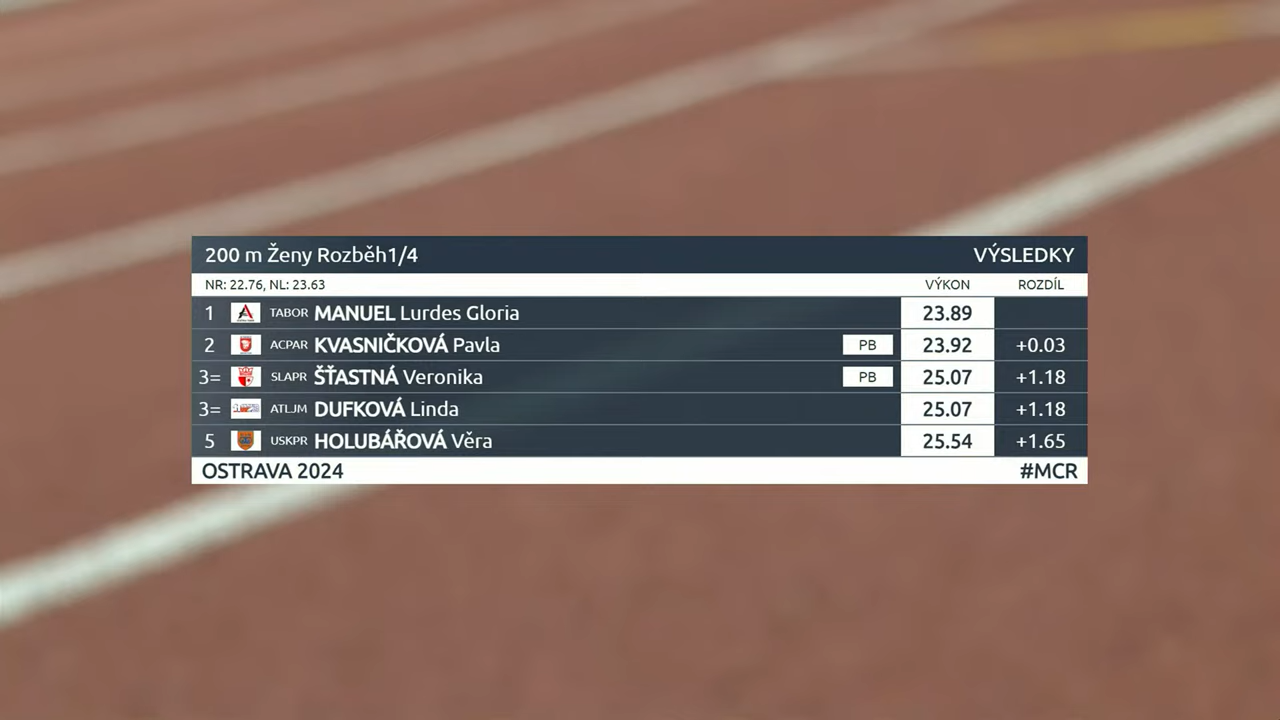 200 m Ženy Rozběh1/4 VÝSLEDKY
NR: 22.76, NL: 23.63 VÝKON ROZDÍL
1 TABOR MANUEL Lurdes Gloria 23.89
2 ACPAR KVASNIČKOVÁ Pavla PB 23.92 +0.03
3= SLAPR ŠŤASTNÁ Veronika PB 25.07 +1.18
3= ATLJM DUFKOVÁ Linda 25.07 +1.18
5 USKPR HOLUBÁŘOVÁ Věra 25.54 +1.65
OSTRAVA 2024 #MCR